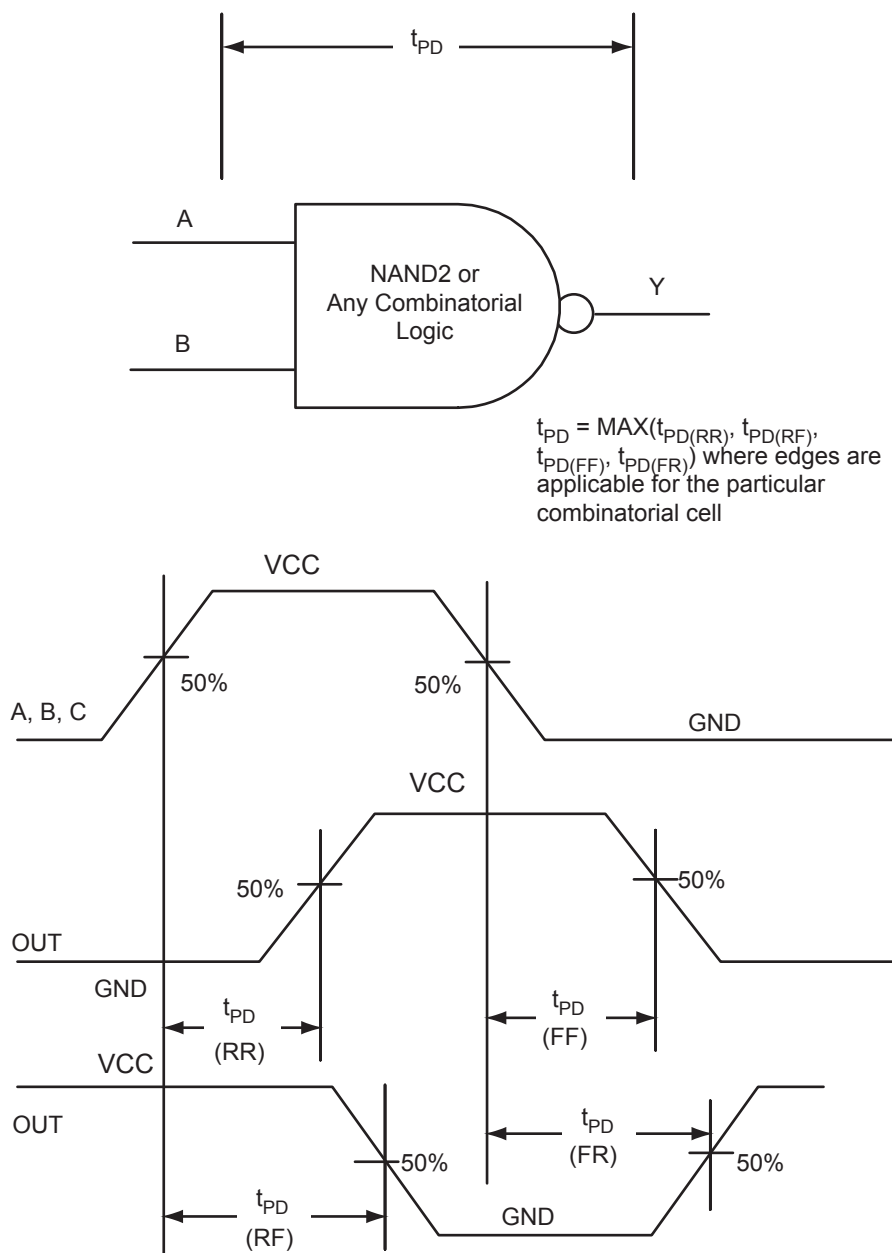 tPD
A
NAND2 or
Any Combinatorial
Logic
Y
B
tPD = MAX(tPD(RR), tPD(RF),
tPD(FF), tPD(FR)) where edges are
applicable for the particular
combinatorial cell
VCC
50%
50%
A, B, C
GND
VCC
50%
50%
OUT
GND
tPD
(RR)
tPD
(FF)
VCC
OUT
tPD
(FR)
50%
50%
tPD
(RF)
GND